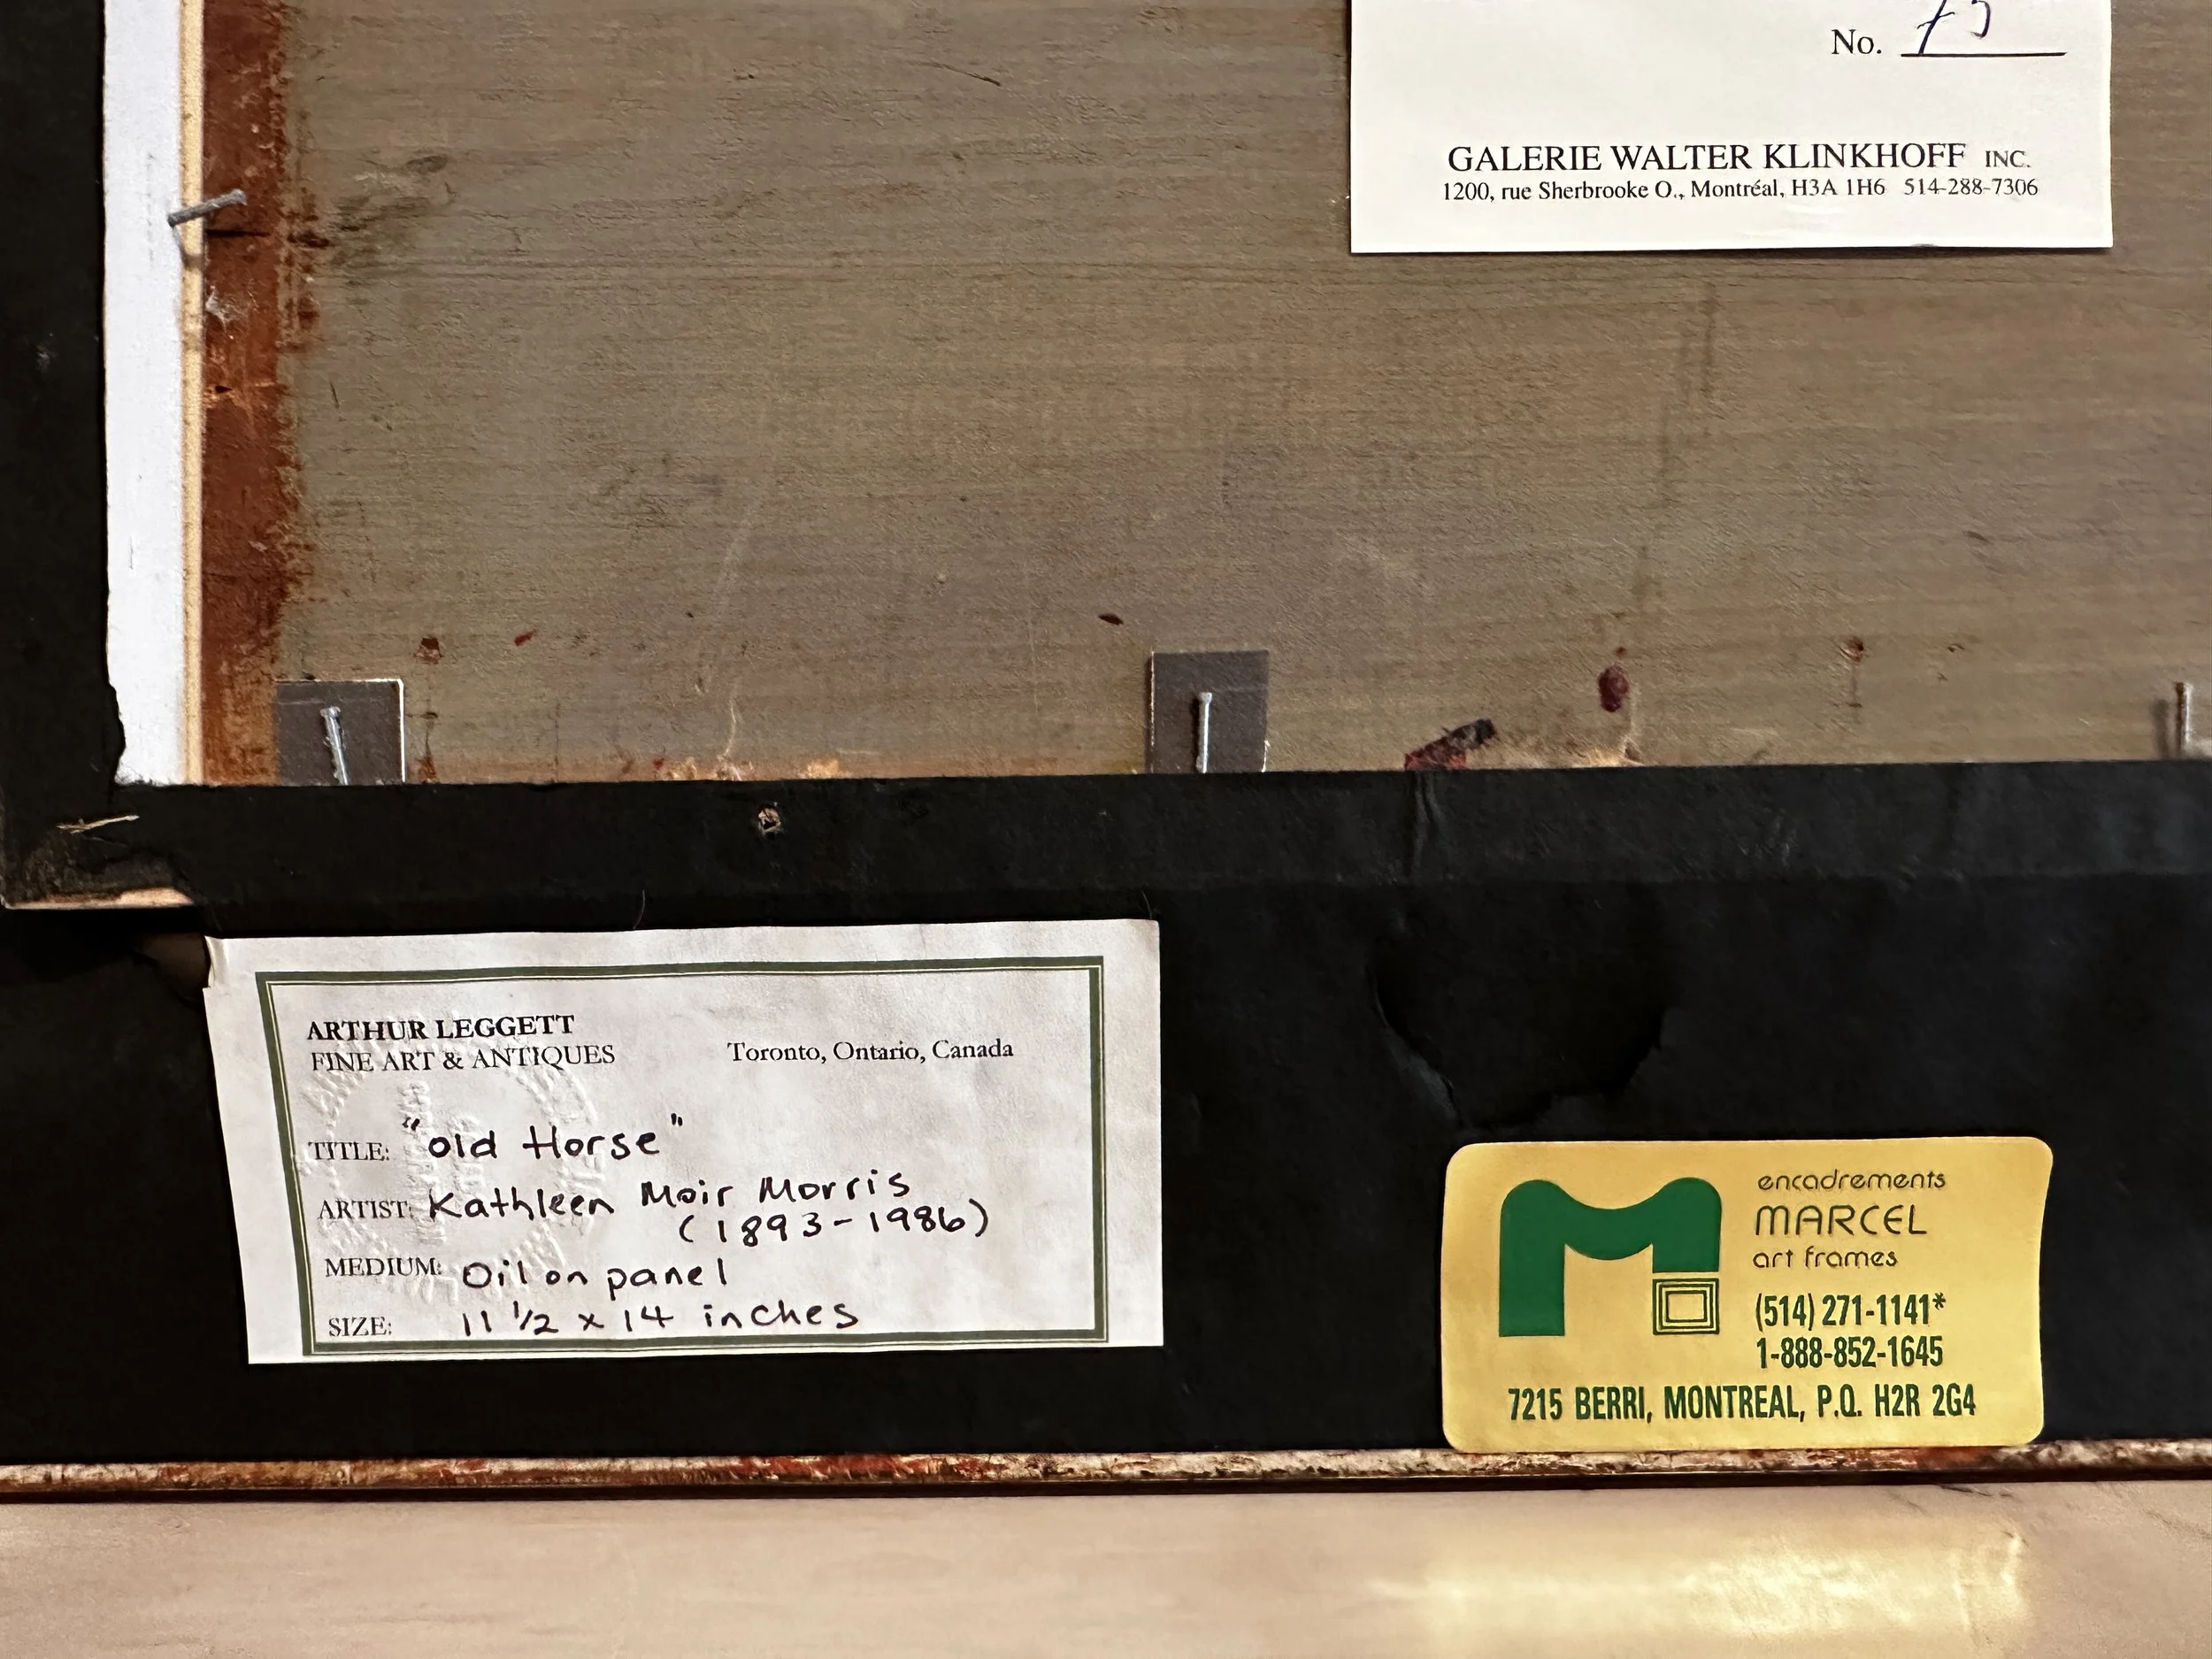 No.
GALERIE WALTER KLINKHOFF INC.
1200, rue Sherbrooke O., Montréal, H3A 1H6 514-288-7306
ARTHUR LEGGETT
FINE ART & ANTIQUES
Toronto, Ontario, Canada
TITLE: "old Horse"
ARTIST: Kathleen Moir Morris
(1893-1986)
MEDIUM: Oil on panel
SIZE: 11 1/2 x 14 inches
encadrements
MARCEL
art frames
(514) 271-1141*
1-888-852-1645
7215 BERRI, MONTREAL, P.Q. H2R 2G4